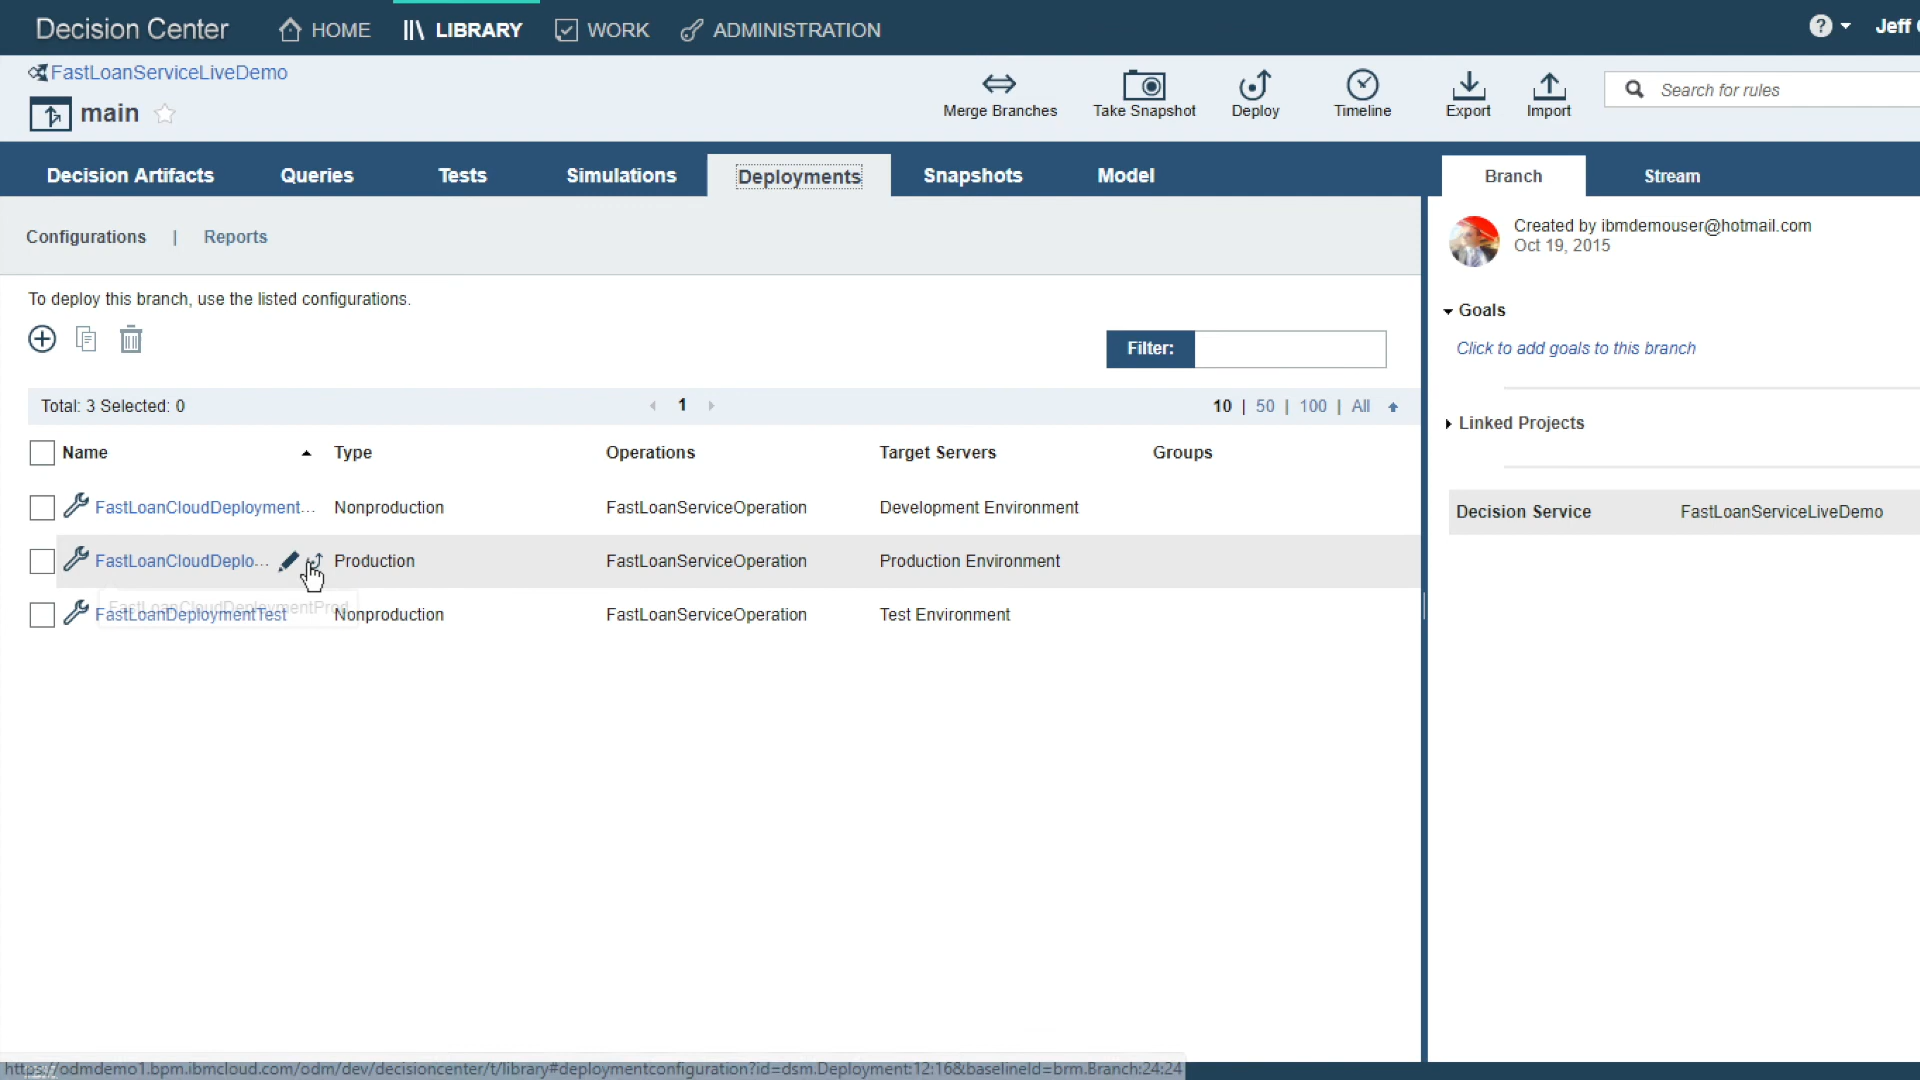 Decision Center HOME LIBRARY WORK ADMINISTRATION ? Jeff
FastLoanServiceLiveDemo
main
Merge Branches Take Snapshot Deploy Timeline Export Import Search for rules
Decision Artifacts Queries Tests Simulations Deployments Snapshots Model Branch Stream
Configurations | Reports
Created by ibmdemouser@hotmail.com
Oct 19, 2015
To deploy this branch, use the listed configurations.
Goals
Filter:
Click to add goals to this branch
Total: 3 Selected: 0 1 10 | 50 | 100 | All
Linked Projects
Name Type Operations Target Servers Groups
FastLoanCloudDeployment... Nonproduction FastLoanServiceOperation Development Environment
Decision Service FastLoanServiceLiveDemo
FastLoanCloudDeplo... Production FastLoanServiceOperation Production Environment
FastLoanCloudDeploymentProd
FastLoanDeploymentTest Nonproduction FastLoanServiceOperation Test Environment
https://odmdemo1.bpm.ibmcloud.com/odm/dev/decisioncenter/t/library#deploymentconfiguration?id=dsm.Deployment:12:16&baselineId=brm.Branch:24:24